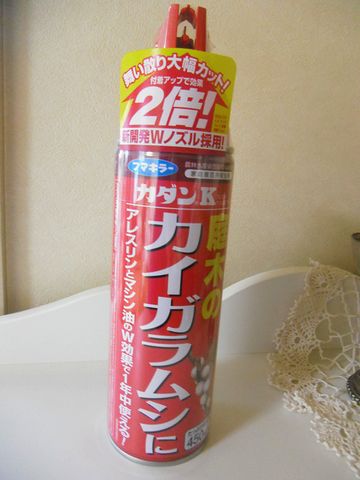 舞い散り大幅カット!
付着アップで効果
2倍!
新開発Wノズル採用!
フマキラー
カダンK
庭木の
カイガラムシに
アレスリンとマシン油のW効果で1年中使える!
450